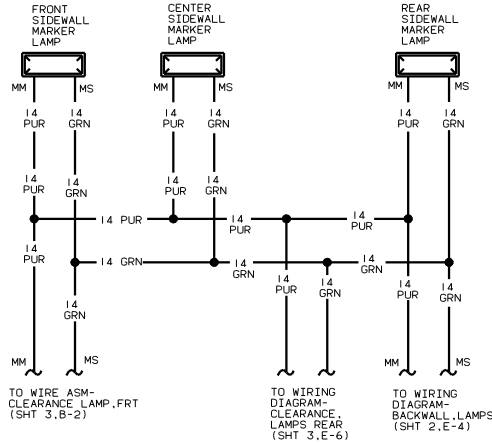 FRONT
SIDEWALL
MARKER
LAMP
CENTER
SIDEWALL
MARKER
LAMP
REAR
SIDEWALL
MARKER
LAMP
MM
MS
MM
MS
MM
MS
14
PUR
14
GRN
14
PUR
14
GRN
14
PUR
14
GRN
14
PUR
14
GRN
14
PUR
14
GRN
14 PUR
14
PUR
14
PUR
14
PUR
14 GRN
14
GRN
14
GRN
14
GRN
14
PUR
14
GRN
14
PUR
14
GRN
MM
MS
MM
MS
TO WIRE ASM-
CLEARANCE LAMP,FRT
(SHT 3,B-2)
TO WIRING
DIAGRAM-
CLEARANCE,
LAMPS REAR
(SHT 3,E-6)
TO WIRING
DIAGRAM-
BACKWALL,LAMPS
(SHT 2,E-4)